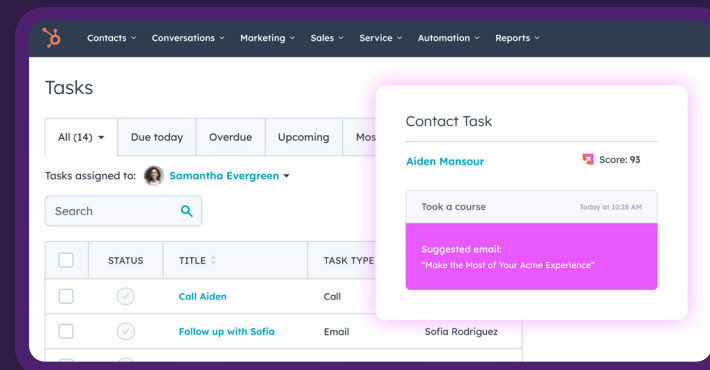 Contacts Conversations Marketing Sales Service Automation Reports
Tasks
All (14) Due today Overdue Upcoming Mos
Tasks assigned to: Samantha Evergreen
Search
STATUS TITLE TASK TYPE
Call Aiden Call
Follow up with Sofia Email Sofia Rodriguez
Contact Task
Aiden Mansour Score: 93
Took a course Today at 10:28 AM
Suggested email:
“Make the Most of Your Acme Experience”